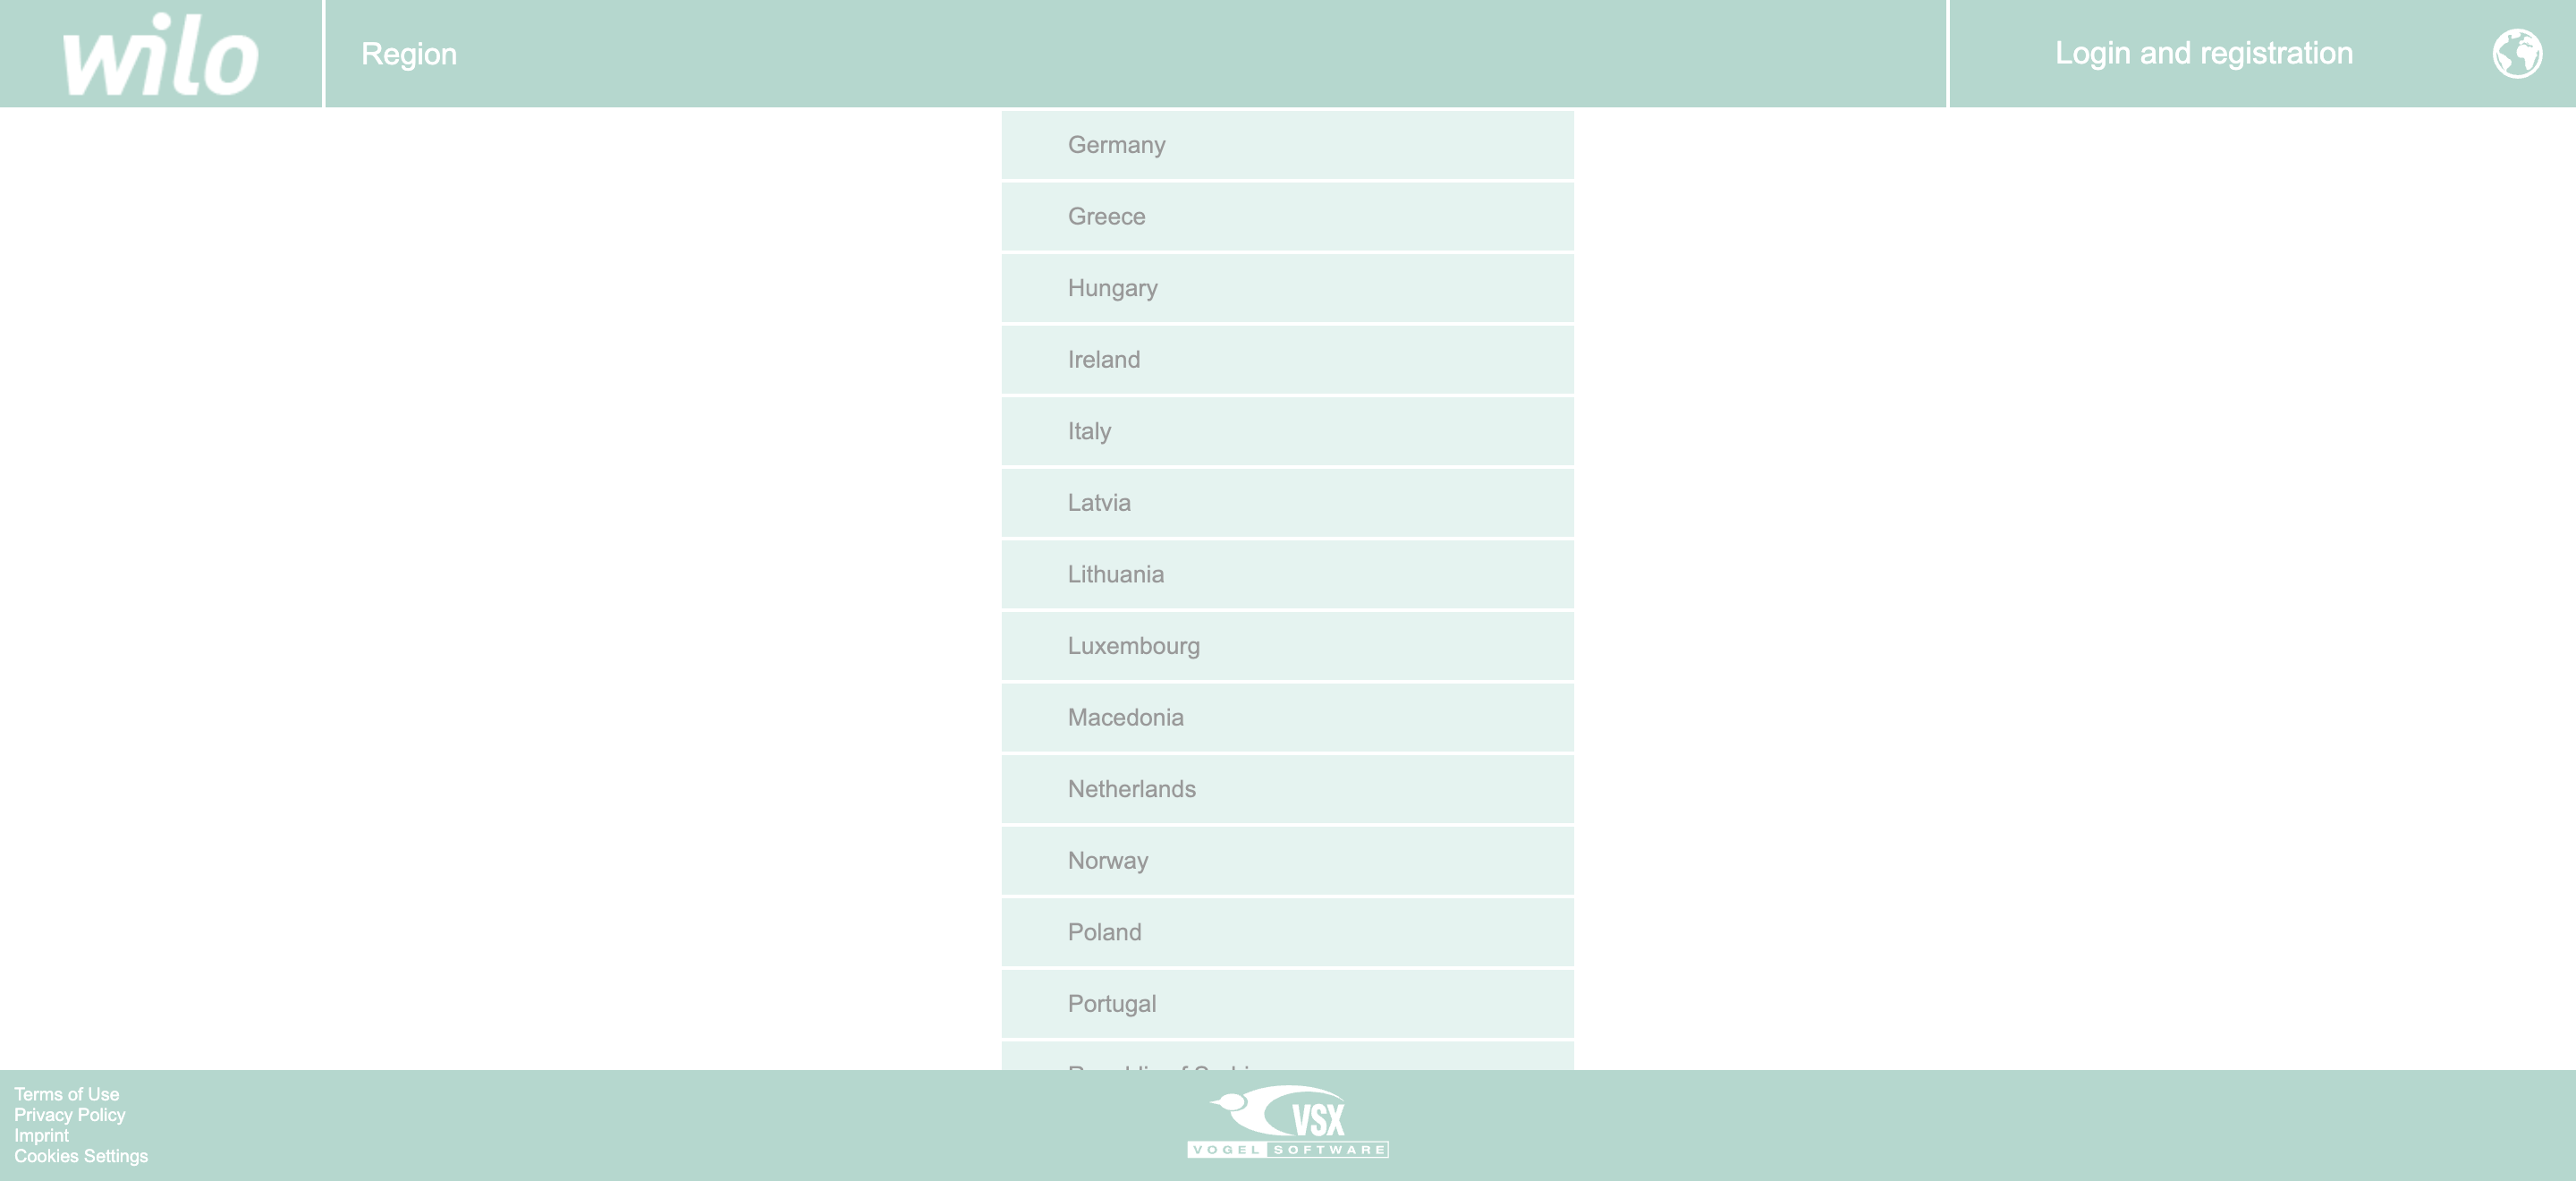 wilo
Region
Login and registration
Germany
Greece
Hungary
Ireland
Italy
Latvia
Lithuania
Luxembourg
Macedonia
Netherlands
Norway
Poland
Portugal
Terms of Use
Privacy Policy
Imprint
Cookies Settings
VSX
VOGEL SOFTWARE